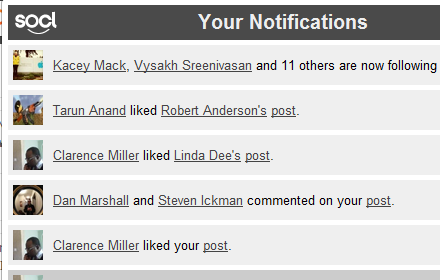 socl Your Notifications
Kacey Mack, Vysakh Sreenivasan and 11 others are now following
Tarun Anand liked Robert Anderson's post.
Clarence Miller liked Linda Dee's post.
Dan Marshall and Steven Ickman commented on your post.
Clarence Miller liked your post.